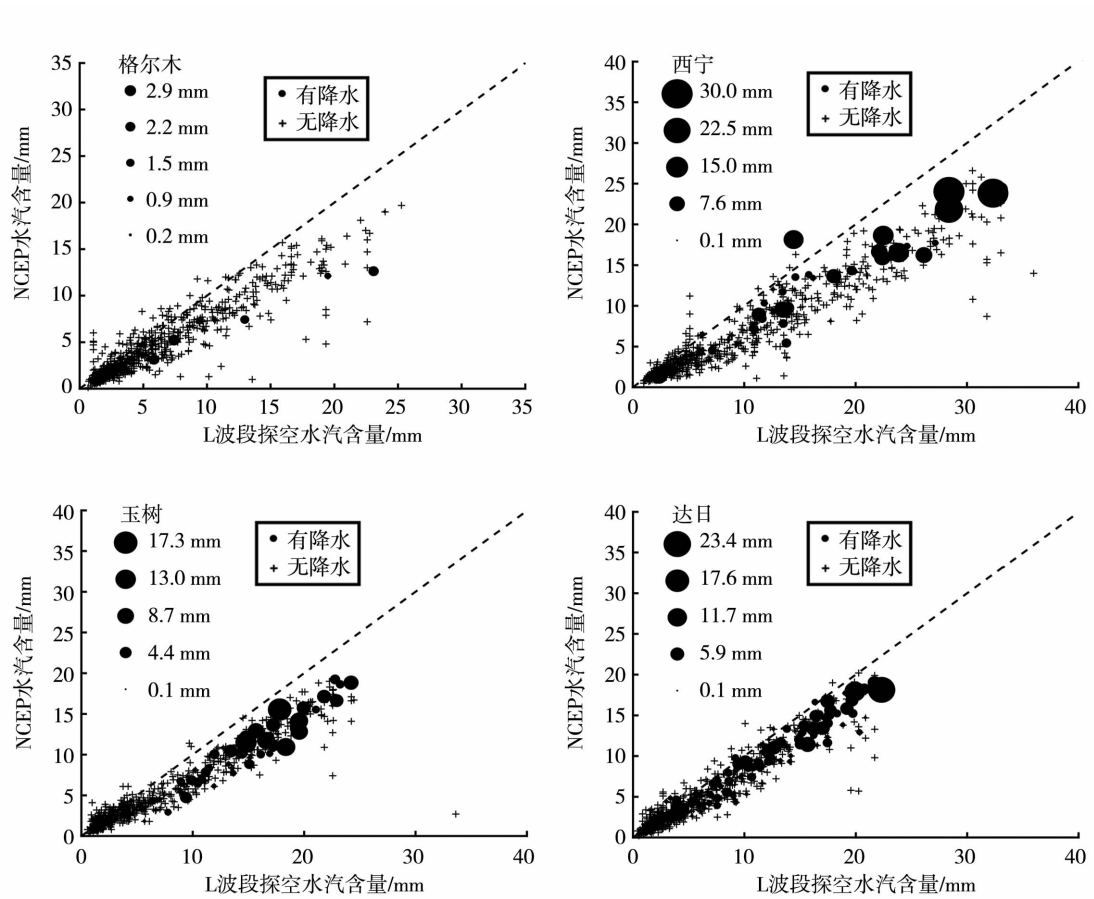 格尔木
2.9 mm
2.2 mm
1.5 mm
0.9 mm
0.2 mm
有降水
无降水
35
30
25
20
15
10
5
0
NCEP水汽含量/mm
0 5 10 15 20 25 30 35
L波段探空水汽含量/mm
西宁
30.0 mm
22.5 mm
15.0 mm
7.6 mm
0.1 mm
有降水
无降水
40
35
30
25
20
15
10
5
0
NCEP水汽含量/mm
0 10 20 30 40
L波段探空水汽含量/mm
玉树
17.3 mm
13.0 mm
8.7 mm
4.4 mm
0.1 mm
有降水
无降水
40
35
30
25
20
15
10
5
0
NCEP水汽含量/mm
0 10 20 30 40
L波段探空水汽含量/mm
达日
23.4 mm
17.6 mm
11.7 mm
5.9 mm
0.1 mm
有降水
无降水
40
35
30
25
20
15
10
5
0
NCEP水汽含量/mm
0 10 20 30 40
L波段探空水汽含量/mm